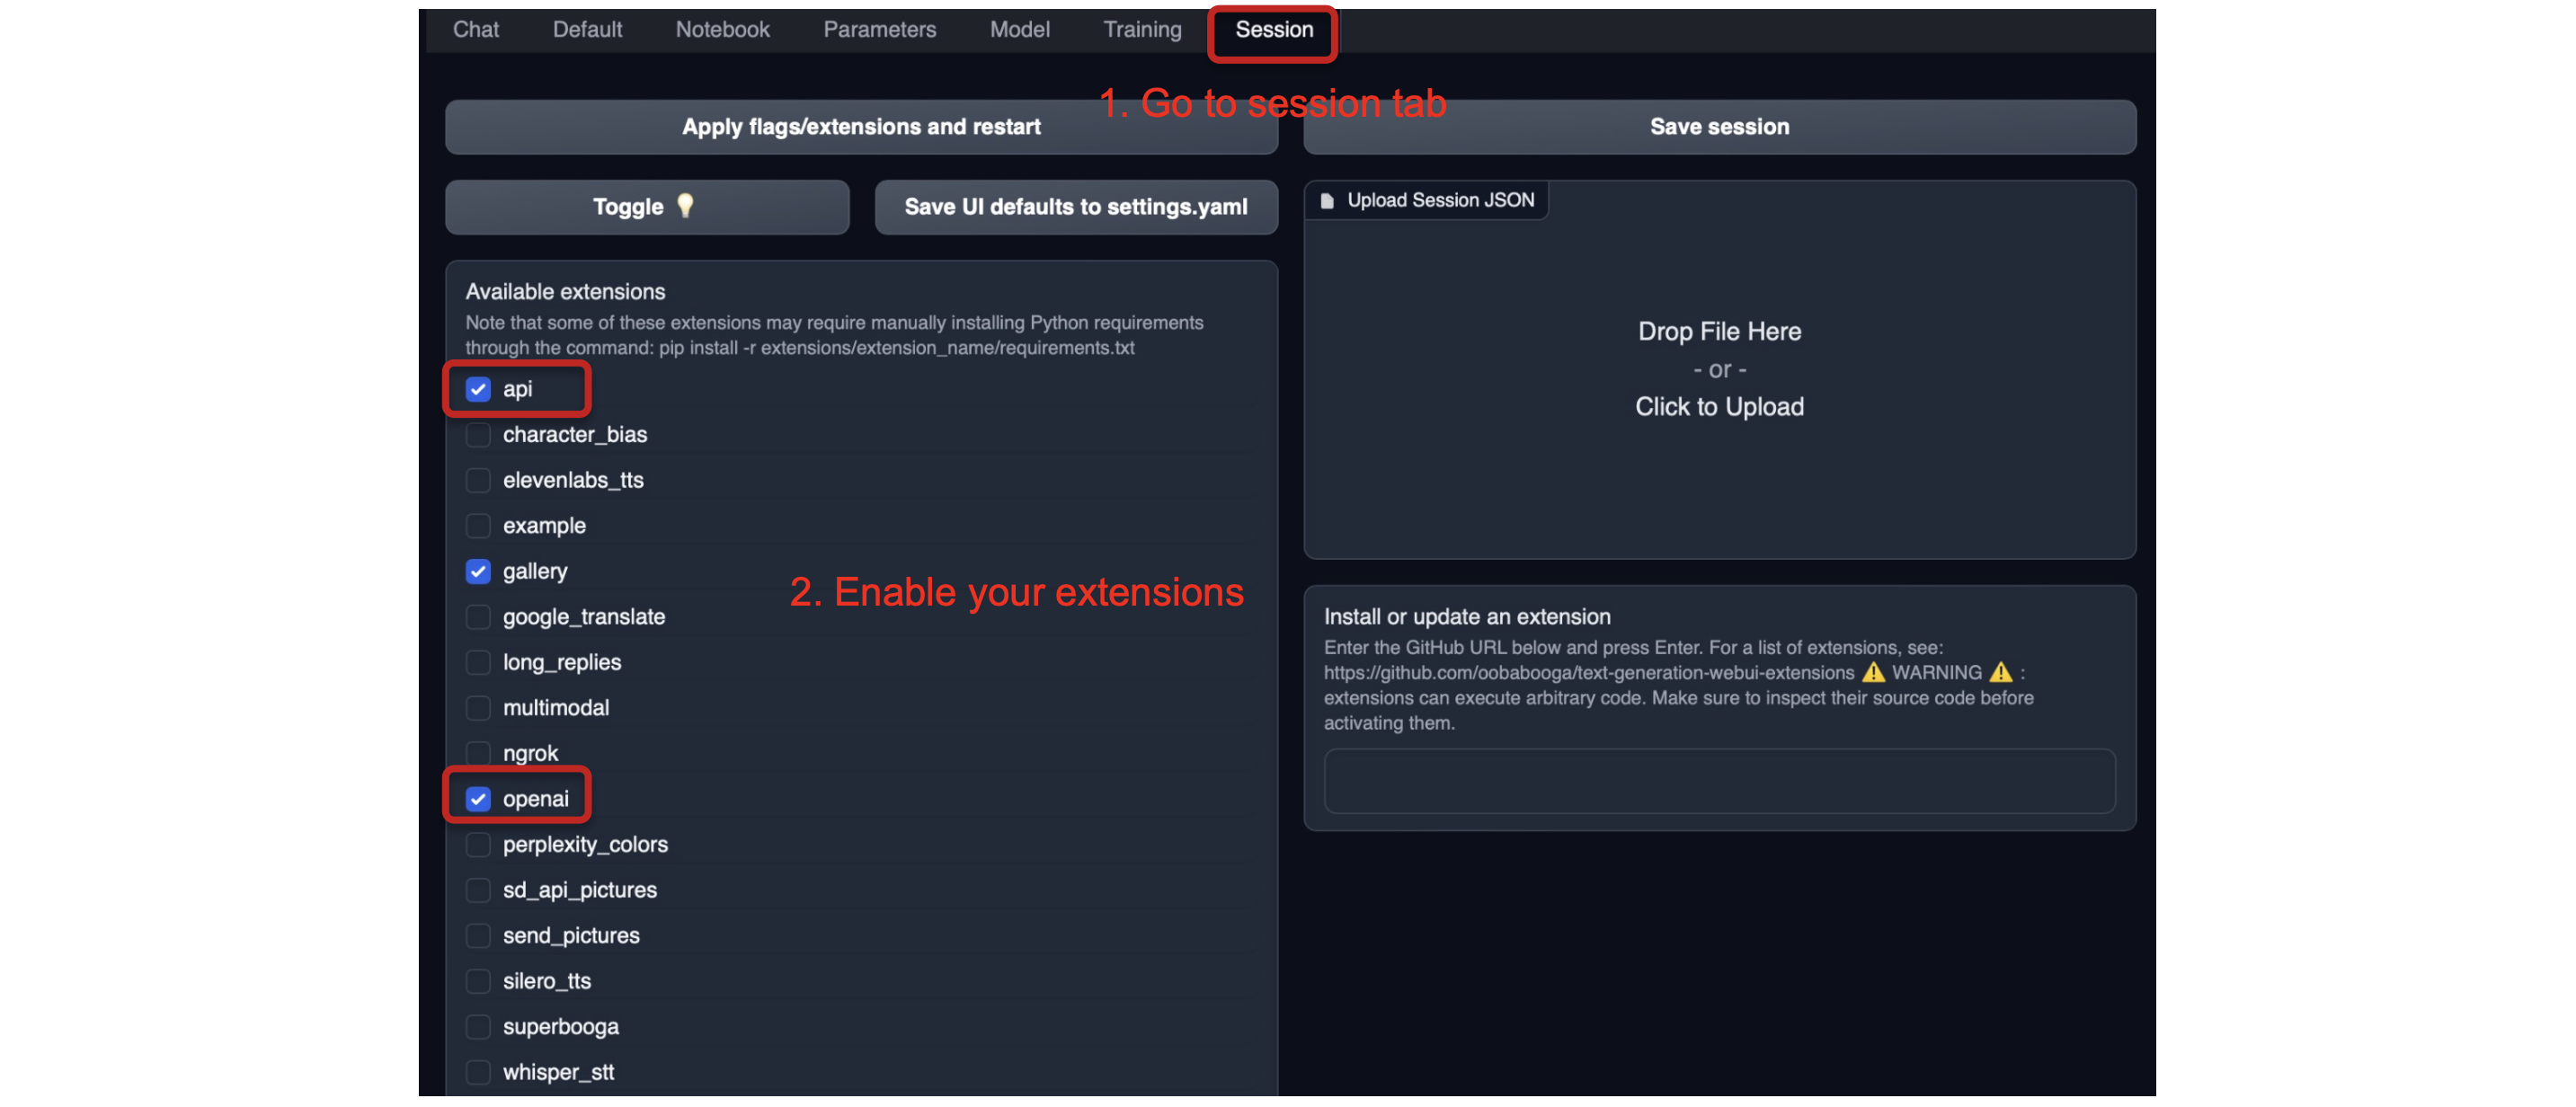 Chat Default Notebook Parameters Model Training Session
1. Go to session tab
Apply flags/extensions and restart
Save session
Toggle 💡
Save UI defaults to settings.yaml
Upload Session JSON
Drop File Here
- or -
Click to Upload
Available extensions
Note that some of these extensions may require manually installing Python requirements
through the command: pip install -r extensions/extension_name/requirements.txt
api
character_bias
elevenlabs_tts
example
gallery
google_translate
long_replies
multimodal
ngrok
openai
perplexity_colors
sd_api_pictures
send_pictures
silero_tts
superbooga
whisper_stt
2. Enable your extensions
Install or update an extension
Enter the GitHub URL below and press Enter. For a list of extensions, see:
https://github.com/oobabooga/text-generation-webui-extensions ⚠️ WARNING ⚠️ :
extensions can execute arbitrary code. Make sure to inspect their source code before
activating them.